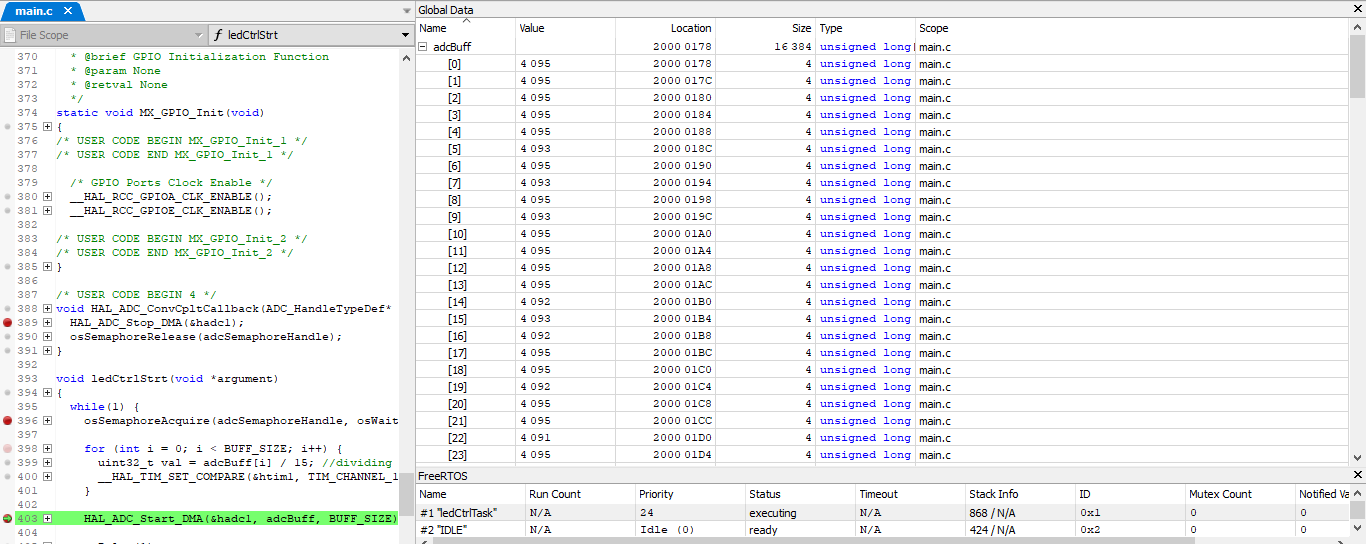 main.c
File Scope
ƒ ledCtrlStrt
370 * @brief GPIO Initialization Function
371 * @param None
372 * @retval None
373 */
374 static void MX_GPIO_Init(void)
375 {
376 /* USER CODE BEGIN MX_GPIO_Init_1 */
377 /* USER CODE END MX_GPIO_Init_1 */
378
379 /* GPIO Ports Clock Enable */
380 __HAL_RCC_GPIOA_CLK_ENABLE();
381 __HAL_RCC_GPIOE_CLK_ENABLE();
382
383 /* USER CODE BEGIN MX_GPIO_Init_2 */
384 /* USER CODE END MX_GPIO_Init_2 */
385 }
386
387 /* USER CODE BEGIN 4 */
388 void HAL_ADC_ConvCpltCallback(ADC_HandleTypeDef*
389 HAL_ADC_Stop_DMA(&hadc1);
390 osSemaphoreRelease(adcSemaphoreHandle);
391 }
392
393 void ledCtrlStrt(void *argument)
394 {
395 while(1) {
396 osSemaphoreAcquire(adcSemaphoreHandle, osWait
397
398 for (int i = 0; i < BUFF_SIZE; i++) {
399 uint32_t val = adcBuff[i] / 15; //dividing
400 __HAL_TIM_SET_COMPARE(&htim1, TIM_CHANNEL_1
401 }
402
403 HAL_ADC_Start_DMA(&hadc1, adcBuff, BUFF_SIZE)
404
Global Data
Name Value Location Size Type Scope
adcBuff 2000 0178 16 384 unsigned long main.c
[0] 4 095 2000 0178 4 unsigned long main.c
[1] 4 095 2000 017C 4 unsigned long main.c
[2] 4 095 2000 0180 4 unsigned long main.c
[3] 4 095 2000 0184 4 unsigned long main.c
[4] 4 095 2000 0188 4 unsigned long main.c
[5] 4 093 2000 018C 4 unsigned long main.c
[6] 4 095 2000 0190 4 unsigned long main.c
[7] 4 093 2000 0194 4 unsigned long main.c
[8] 4 095 2000 0198 4 unsigned long main.c
[9] 4 093 2000 019C 4 unsigned long main.c
[10] 4 095 2000 01A0 4 unsigned long main.c
[11] 4 095 2000 01A4 4 unsigned long main.c
[12] 4 095 2000 01A8 4 unsigned long main.c
[13] 4 095 2000 01AC 4 unsigned long main.c
[14] 4 092 2000 01B0 4 unsigned long main.c
[15] 4 093 2000 01B4 4 unsigned long main.c
[16] 4 092 2000 01B8 4 unsigned long main.c
[17] 4 095 2000 01BC 4 unsigned long main.c
[18] 4 095 2000 01C0 4 unsigned long main.c
[19] 4 092 2000 01C4 4 unsigned long main.c
[20] 4 095 2000 01C8 4 unsigned long main.c
[21] 4 095 2000 01CC 4 unsigned long main.c
[22] 4 091 2000 01D0 4 unsigned long main.c
[23] 4 095 2000 01D4 4 unsigned long main.c
FreeRTOS
Name Run Count Priority Status Timeout Stack Info ID Mutex Count Notified Va
#1 "ledCtrlTask" N/A 24 executing N/A 868 / N/A 0x1 0 0
#2 "IDLE" N/A Idle (0) ready N/A 424 / N/A 0x2 0 0